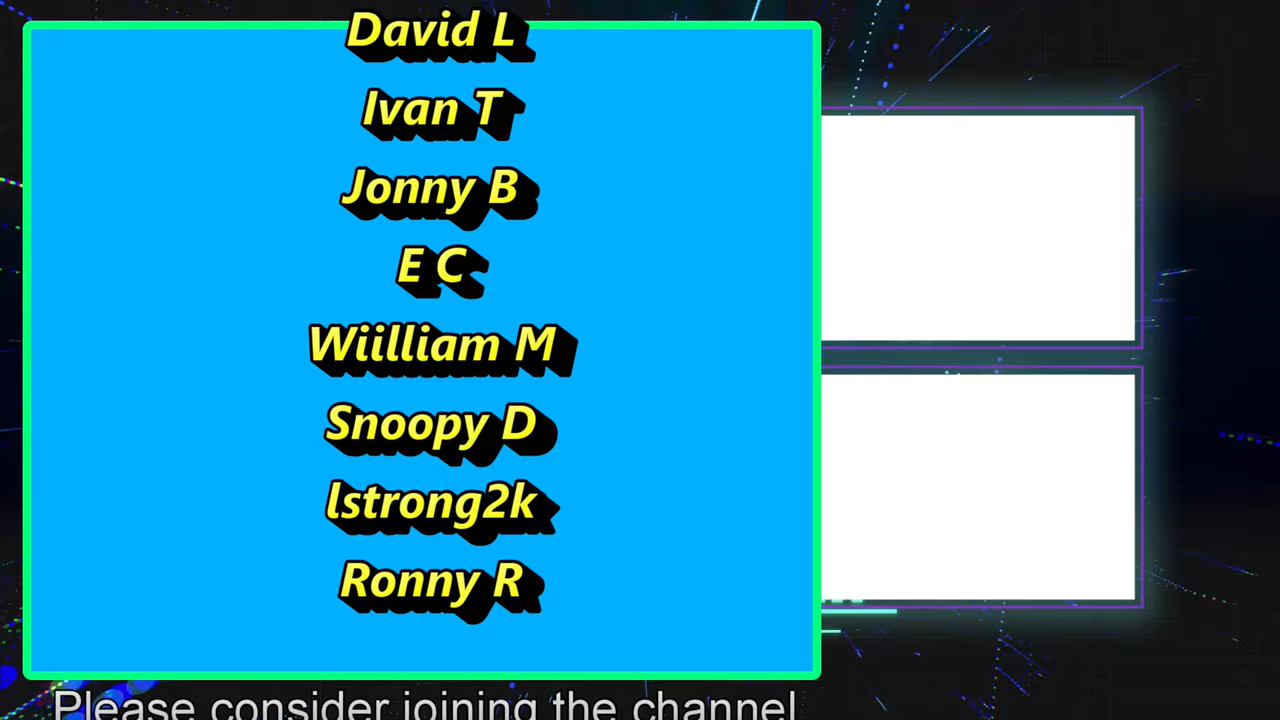 David L
Ivan T
Jonny B
E C
Wiilliam M
Snoopy D
lstrong2k
Ronny R
Please consider joining the channel